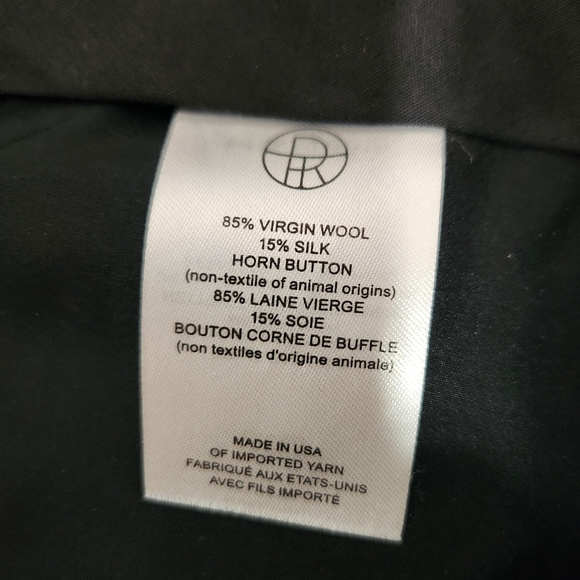 85% VIRGIN WOOL
15% SILK
HORN BUTTON
(non-textile of animal origins)
85% LAINE VIERGE
15% SOIE
BOUTON CORNE DE BUFFLE
(non textiles d'origine animale)
MADE IN USA
OF IMPORTED YARN
FABRIQUÉ AUX ETATS-UNIS
AVEC FILS IMPORTÉ